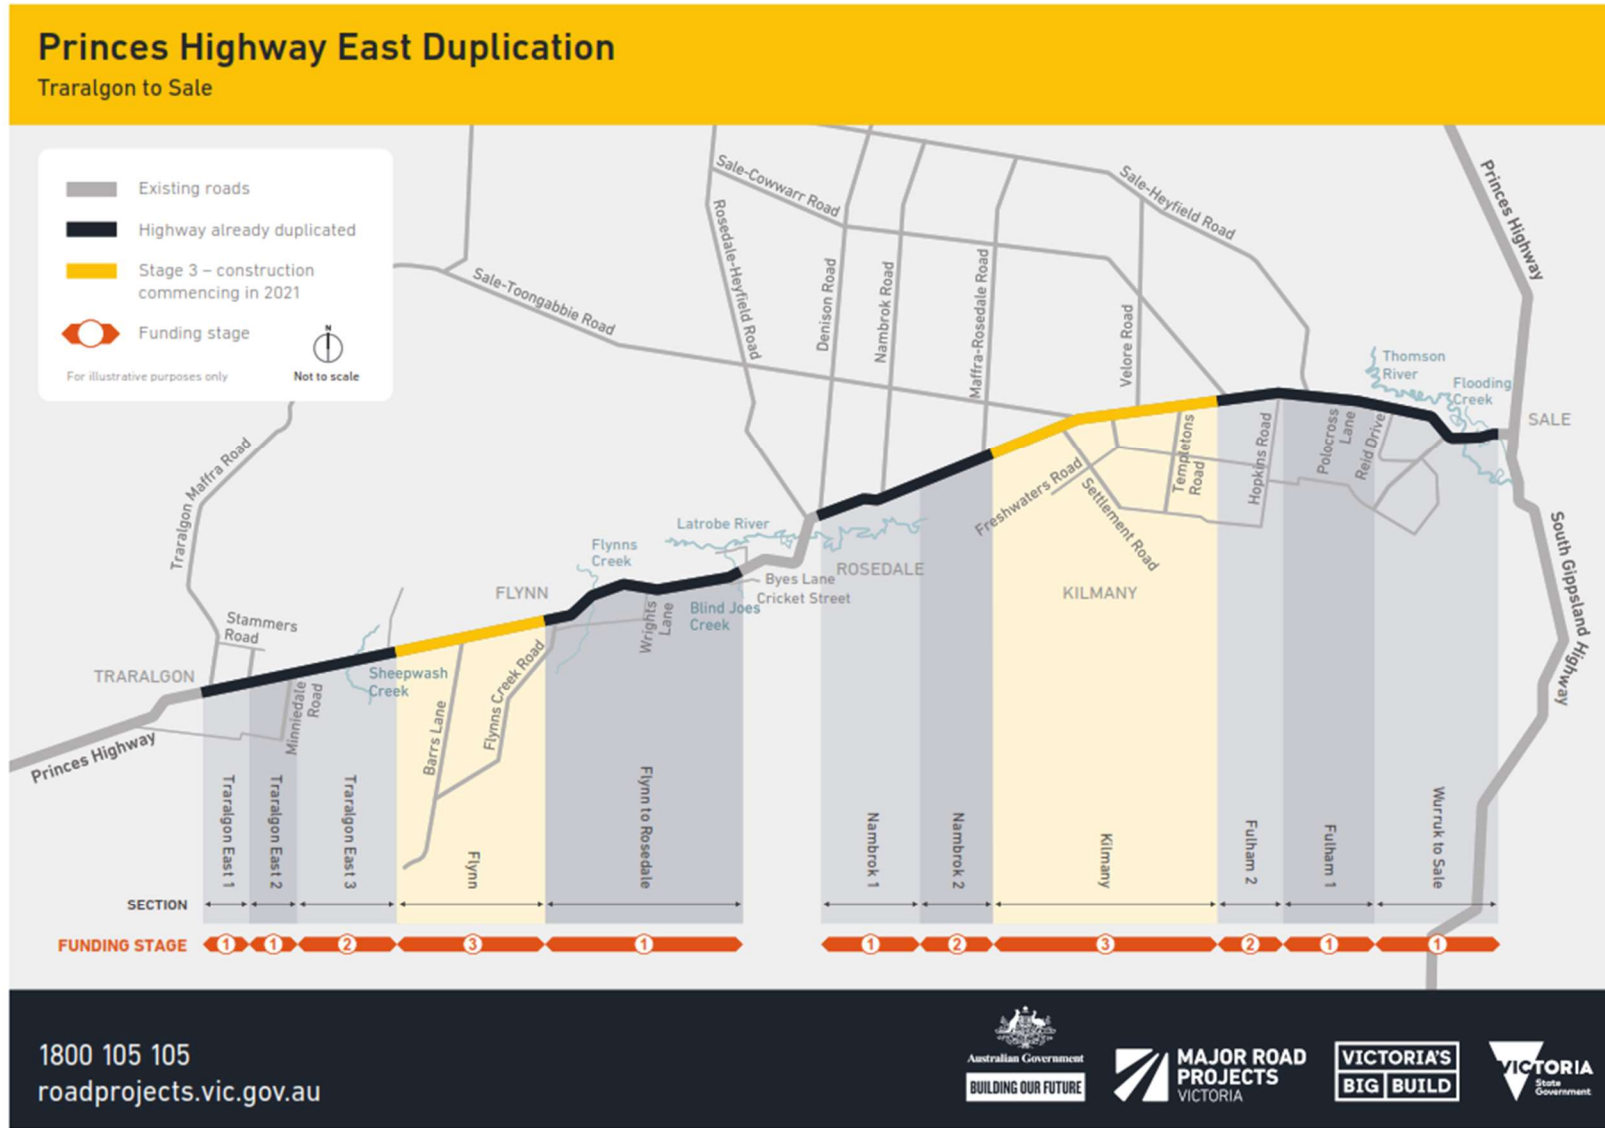 Princes Highway East Duplication
Traralgon to Sale
Existing roads
Highway already duplicated
Stage 3 – construction
commencing in 2021
Funding stage
N
For illustrative purposes only
Not to scale
Princes Highway
Sale-Cowwarr Road
Sale-Heyfield Road
Rosedale-Heyfield Road
Sale-Toongabbie Road
Denison Road
Nambrok Road
Maffra-Rosedale Road
Velore Road
Thomson
River
Flooding
Creek
SALE
Traralgon Maffra Road
Hopkins Road
Polocross
Lane
Reid Drive
Templetons
Road
Freshwaters Road
Settlement Road
Latrobe River
Flynns
Creek
ROSEDALE
Byes Lane
Cricket Street
FLYNN
KILMANY
Wrights
Lane
Blind Joes
Creek
South Gippsland Highway
Stammers
Road
TRARALGON
Sheepwash
Creek
Minniedale
Road
Barrs Lane
Flynns Creek Road
Princes Highway
Traralgon East 1
Traralgon East 2
Traralgon East 3
Flynn
Flynn to Rosedale
Nambrok 1
Nambrok 2
Kilmany
Fulham 2
Fulham 1
Wurruk to Sale
SECTION
FUNDING STAGE 1 1 2 3 1 1 2 3 2 1 1
1800 105 105
roadprojects.vic.gov.au
Australian Government
BUILDING OUR FUTURE
MAJOR ROAD
PROJECTS
VICTORIA
VICTORIA'S
BIG BUILD
VICTORIA
State
Government